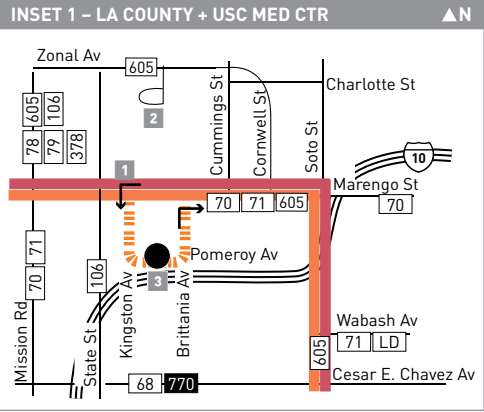 INSET 1 – LA COUNTY + USC MED CTR ▲N
Zonal Av
605
Charlotte St
2
Cummings St
Cornwell St
Soto St
605
106
78
79
378
10
1
Marengo St
70
71
605
70
Pomeroy Av
3
71
70
106
Mission Rd
State St
Kingston Av
Brittania Av
Wabash Av
71
LD
605
68
770
Cesar E. Chavez Av